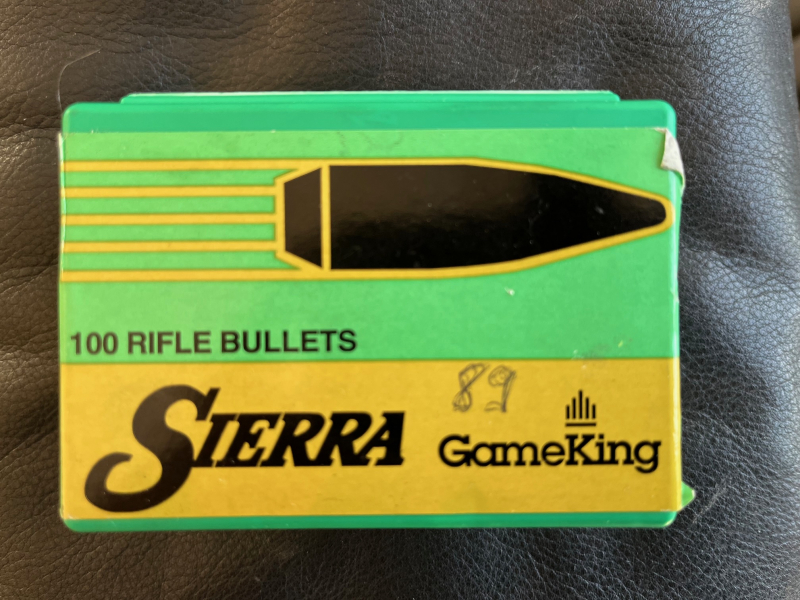 100 RIFLE BULLETS
89
SIERRA
GameKing